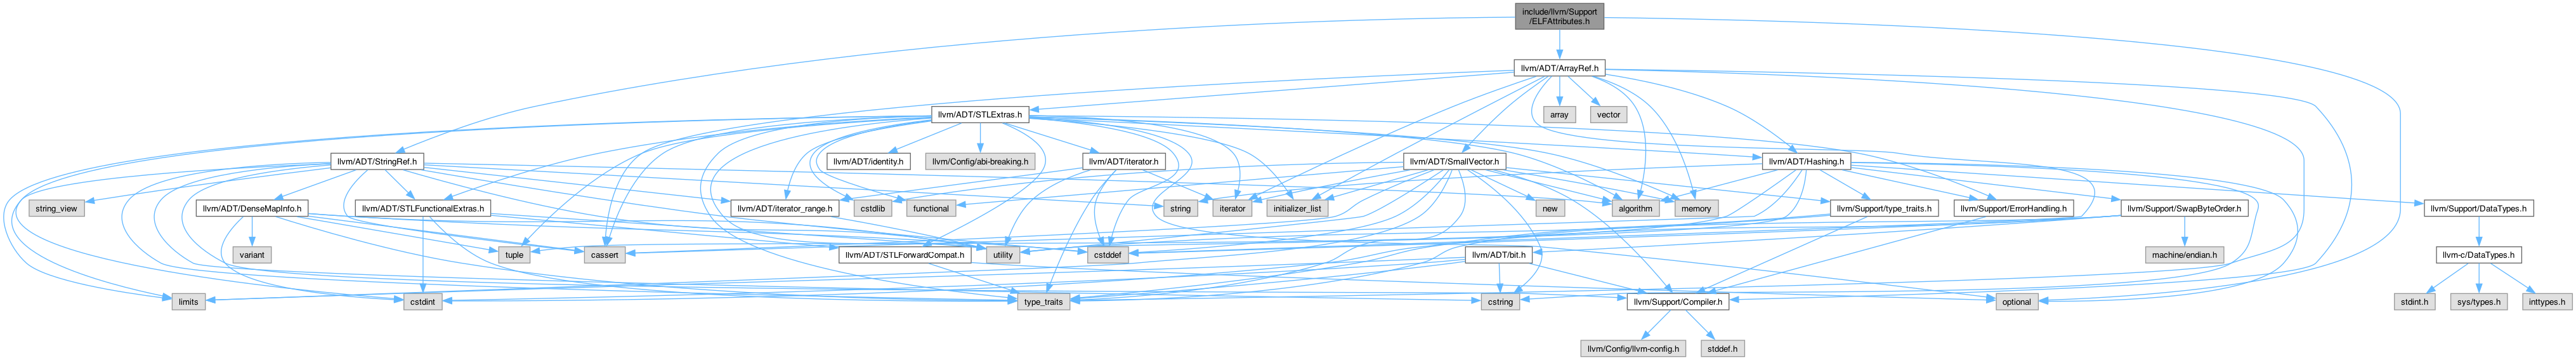 include/llvm/Support
/ELFAttributes.h
llvm/ADT/ArrayRef.h
llvm/ADT/STLExtras.h
array
vector
llvm/ADT/StringRef.h
llvm/ADT/identity.h
llvm/Config/abi-breaking.h
llvm/ADT/iterator.h
llvm/ADT/SmallVector.h
llvm/ADT/Hashing.h
string_view
llvm/ADT/DenseMapInfo.h
llvm/ADT/STLFunctionalExtras.h
llvm/ADT/iterator_range.h
cstdlib
functional
string
iterator
initializer_list
new
algorithm
memory
llvm/Support/type_traits.h
llvm/Support/ErrorHandling.h
llvm/Support/SwapByteOrder.h
llvm/Support/DataTypes.h
variant
tuple
cassert
llvm/ADT/STLForwardCompat.h
utility
cstddef
llvm/ADT/bit.h
machine/endian.h
llvm-c/DataTypes.h
limits
cstdint
type_traits
cstring
llvm/Support/Compiler.h
optional
stdint.h
sys/types.h
inttypes.h
llvm/Config/llvm-config.h
stddef.h